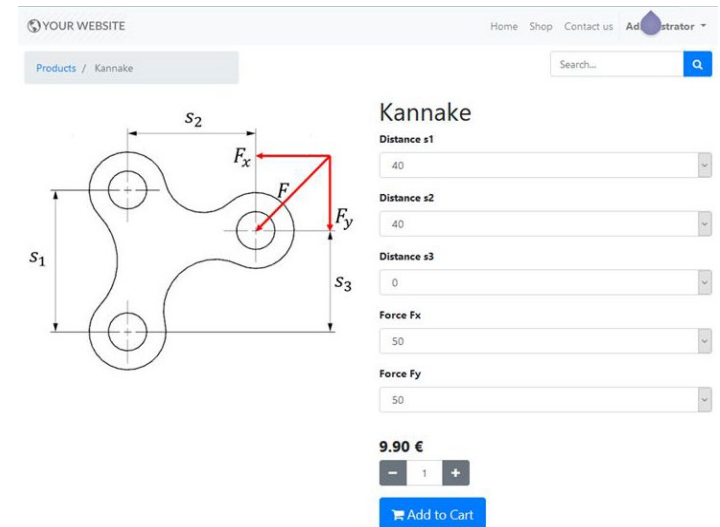 YOUR WEBSITE
Home Shop Contact us
Products / Kannake
Search...
Kannake
s2
Fx
F
Fy
s1
s3
Distance s1
40
Distance s2
40
Distance s3
0
Force Fx
50
Force Fy
50
9.90 €
− 1 +
Add to Cart